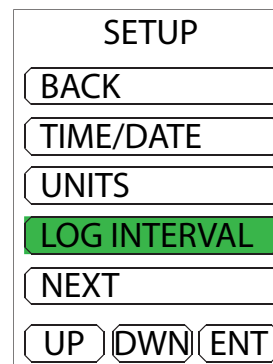 SETUP
BACK
TIME/DATE
UNITS
LOG INTERVAL
NEXT
UP DWN ENT